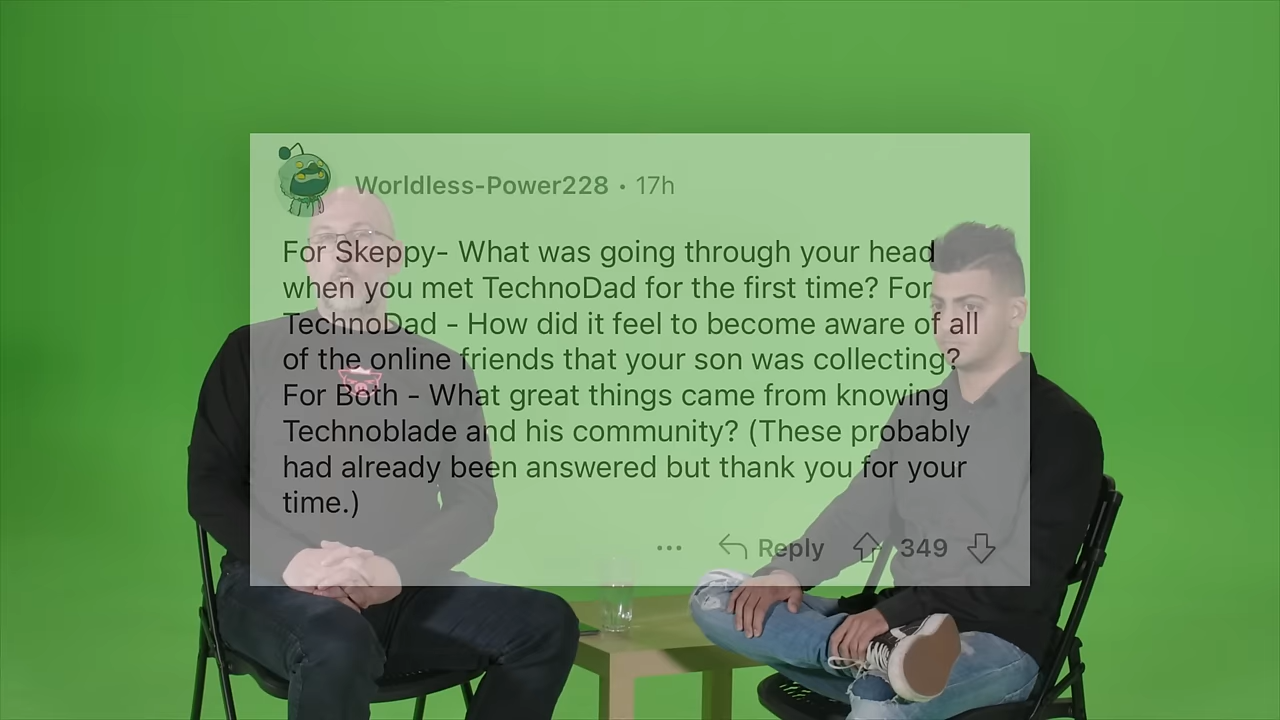 Worldless-Power228 • 17h
For Skeppy- What was going through your head
when you met TechnoDad for the first time? For
TechnoDad - How did it feel to become aware of all
of the online friends that your son was collecting?
For Both - What great things came from knowing
Technoblade and his community? (These probably
had already been answered but thank you for your
time.)
... Reply 349